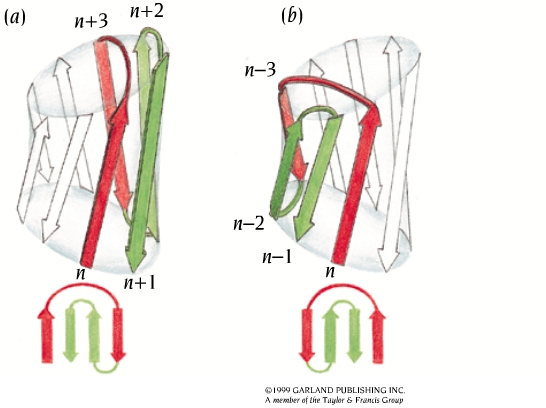 (a)
n+3
n+2
n
n+1
(b)
n−3
n−2
n−1
n
©1999 GARLAND PUBLISHING INC.
A member of the Taylor & Francis Group